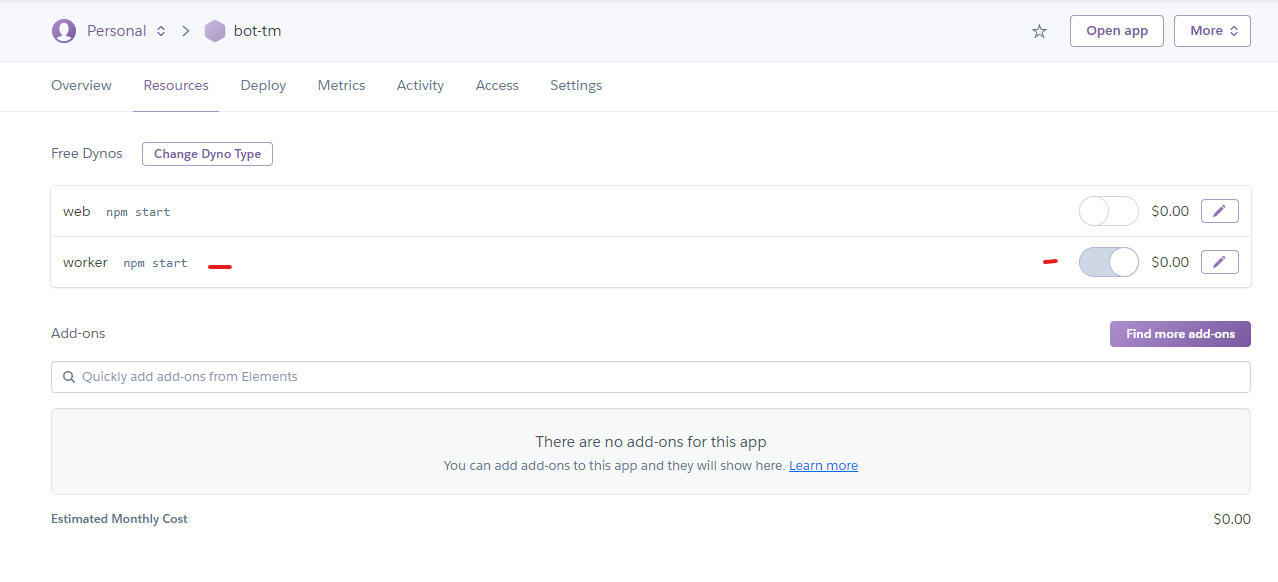 Personal bot-tm Open app More
Overview Resources Deploy Metrics Activity Access Settings
Free Dynos Change Dyno Type
web npm start $0.00
worker npm start $0.00
Add-ons Find more add-ons
Quickly add add-ons from Elements
There are no add-ons for this app
You can add add-ons to this app and they will show here. Learn more
Estimated Monthly Cost $0.00